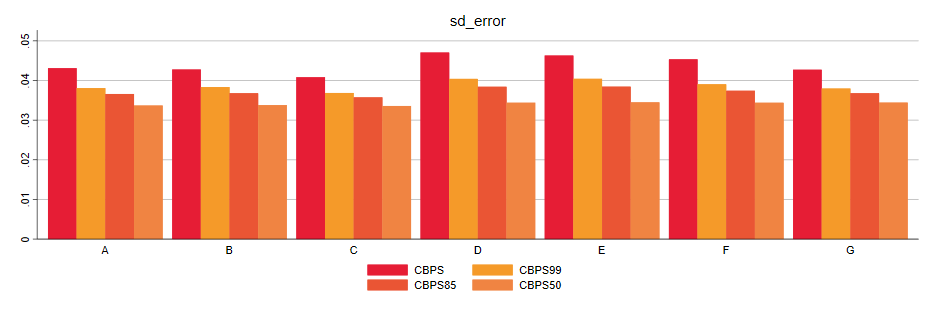 sd_error
.05
.04
.03
.02
.01
0
A B C D E F G
CBPS CBPS99
CBPS85 CBPS50